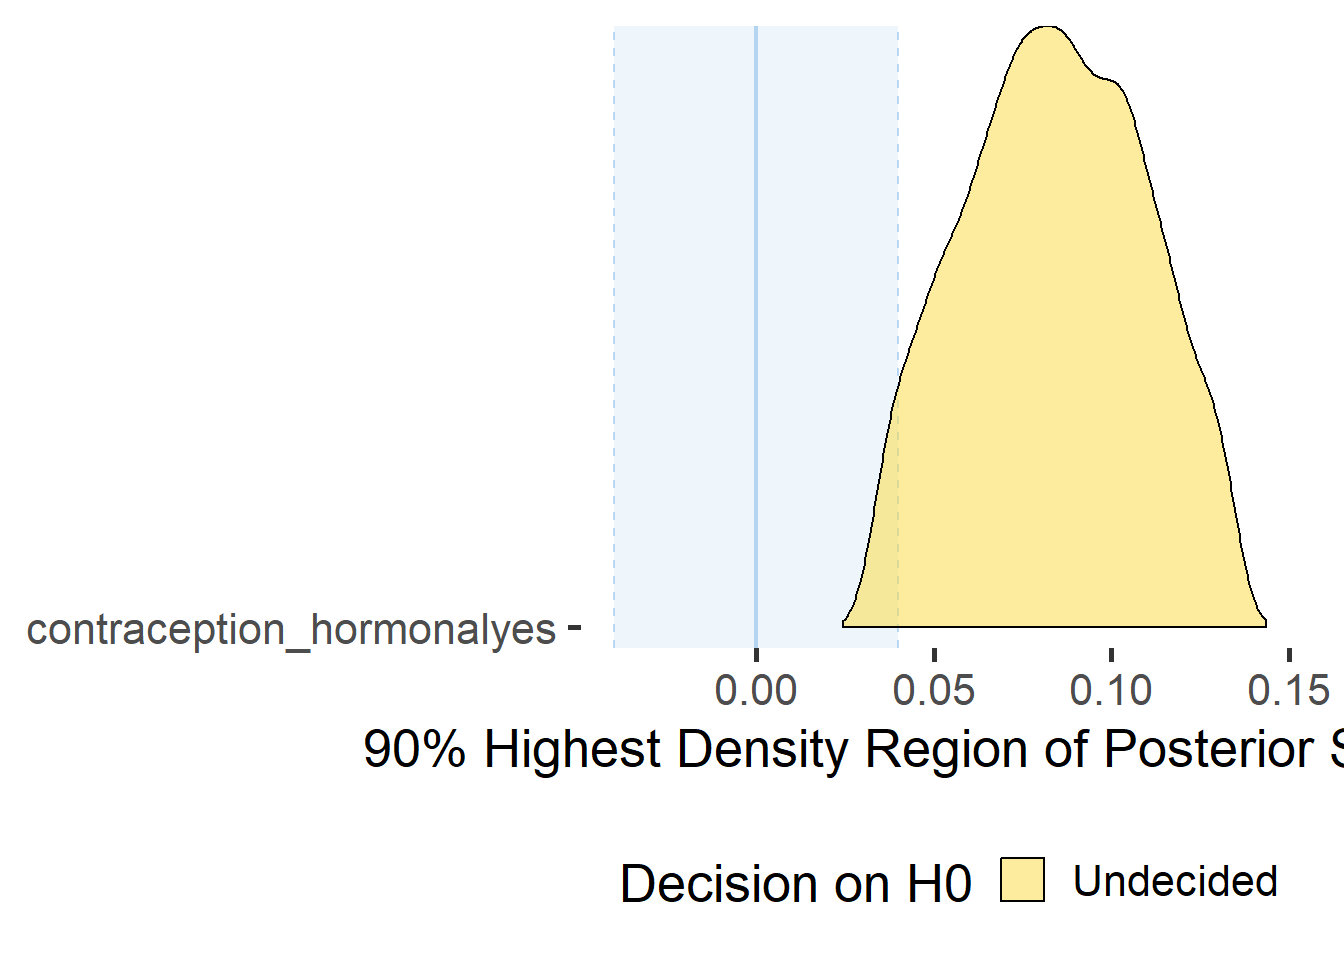 contraception_hormonalyes
0.00 0.05 0.10 0.15
90% Highest Density Region of Posterior
Decision on H0 Undecided